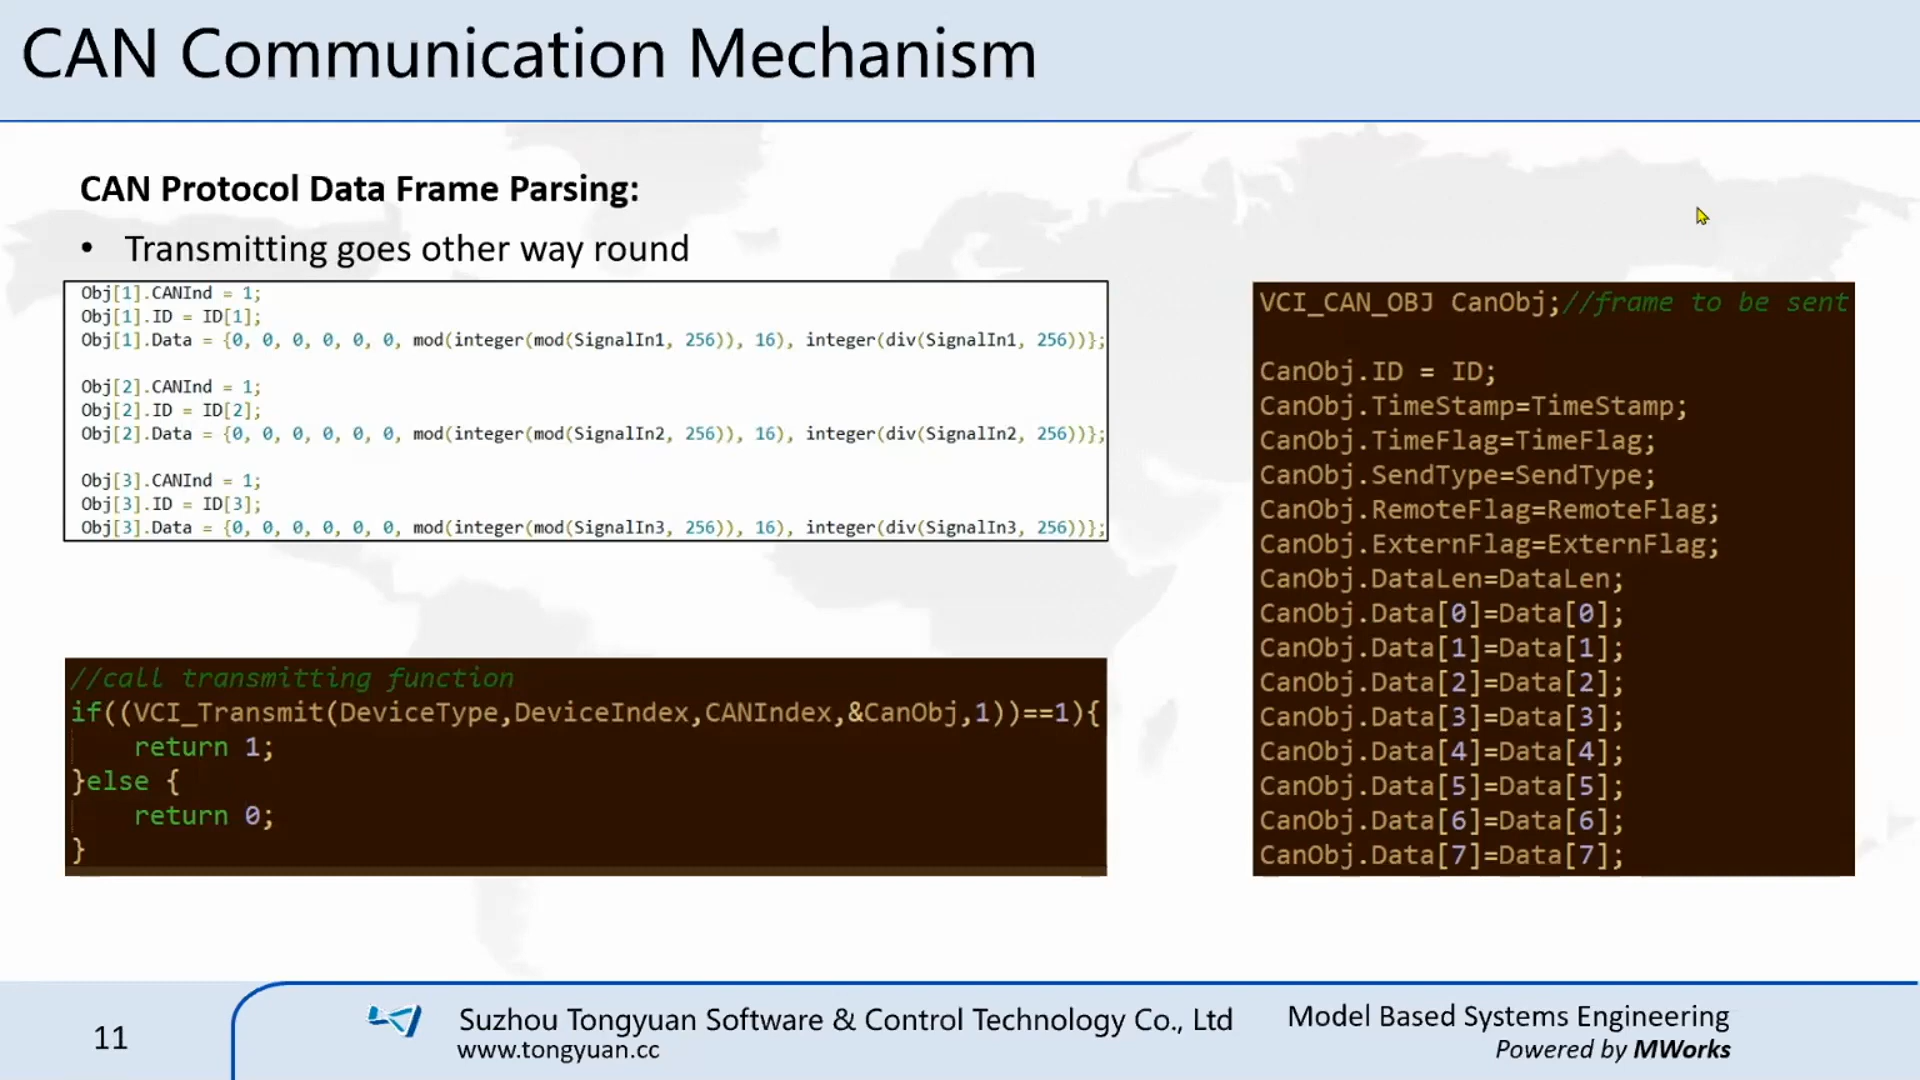 CAN Communication Mechanism
CAN Protocol Data Frame Parsing:
• Transmitting goes other way round
Obj[1].CANInd = 1;
Obj[1].ID = ID[1];
Obj[1].Data = {0, 0, 0, 0, 0, 0, mod(integer(mod(SignalIn1, 256)), 16), integer(div(SignalIn1, 256))};
Obj[2].CANInd = 1;
Obj[2].ID = ID[2];
Obj[2].Data = {0, 0, 0, 0, 0, 0, mod(integer(mod(SignalIn2, 256)), 16), integer(div(SignalIn2, 256))};
Obj[3].CANInd = 1;
Obj[3].ID = ID[3];
Obj[3].Data = {0, 0, 0, 0, 0, 0, mod(integer(mod(SignalIn3, 256)), 16), integer(div(SignalIn3, 256))};
//call transmitting function
if((VCI_Transmit(DeviceType,DeviceIndex,CANIndex,&CanObj,1))==1){
    return 1;
}else {
    return 0;
}
VCI_CAN_OBJ CanObj;//frame to be sent
CanObj.ID = ID;
CanObj.TimeStamp=TimeStamp;
CanObj.TimeFlag=TimeFlag;
CanObj.SendType=SendType;
CanObj.RemoteFlag=RemoteFlag;
CanObj.ExternFlag=ExternFlag;
CanObj.DataLen=DataLen;
CanObj.Data[0]=Data[0];
CanObj.Data[1]=Data[1];
CanObj.Data[2]=Data[2];
CanObj.Data[3]=Data[3];
CanObj.Data[4]=Data[4];
CanObj.Data[5]=Data[5];
CanObj.Data[6]=Data[6];
CanObj.Data[7]=Data[7];
11
Suzhou Tongyuan Software & Control Technology Co., Ltd
www.tongyuan.cc
Model Based Systems Engineering
Powered by MWorks